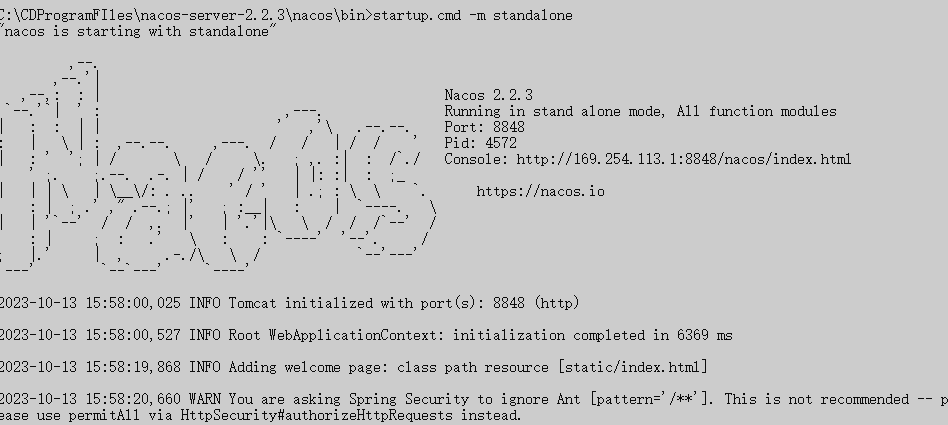 C:\CDProgramFIles\nacos-server-2.2.3\nacos\bin>startup.cmd -m standalone
"nacos is starting with standalone"
Nacos 2.2.3
Running in stand alone mode, All function modules
Port: 8848
Pid: 4572
Console: http://169.254.113.1:8848/nacos/index.html
https://nacos.io
2023-10-13 15:58:00,025 INFO Tomcat initialized with port(s): 8848 (http)
2023-10-13 15:58:00,527 INFO Root WebApplicationContext: initialization completed in 6369 ms
2023-10-13 15:58:19,868 INFO Adding welcome page: class path resource [static/index.html]
2023-10-13 15:58:20,660 WARN You are asking Spring Security to ignore Ant [pattern='/**']. This is not recommended -- p
ease use permitAll via HttpSecurity#authorizeHttpRequests instead.